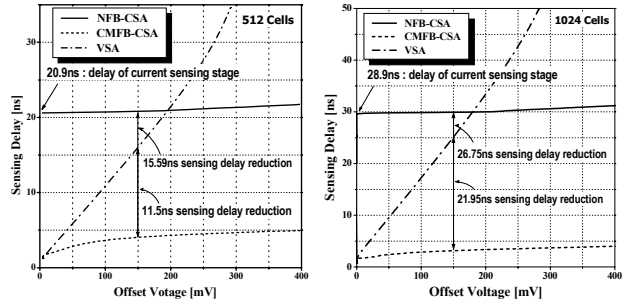 512 Cells
NFB-CSA
CMFB-CSA
VSA
20.9ns : delay of current sensing stage
15.59ns sensing delay reduction
11.5ns sensing delay reduction
Sensing Delay [ns]
30
20
10
0
0 100 200 300 400
Offset Votage [mV]
1024 Cells
NFB-CSA
CMFB-CSA
VSA
28.9ns : delay of current sensing stage
26.75ns sensing delay reduction
21.95ns sensing delay reduction
Sensing Delay [ns]
50
40
30
20
10
0
0 100 200 300 400
Offset Voltage [mV]